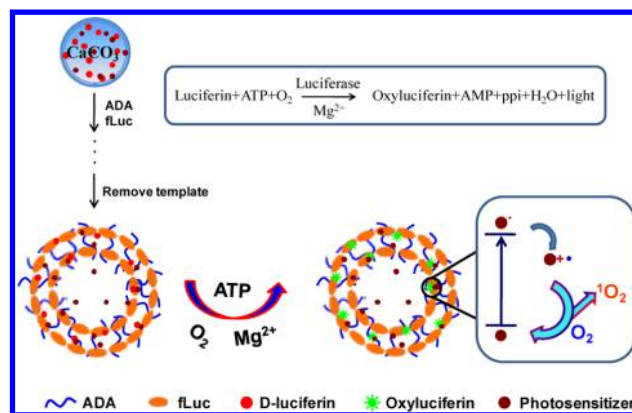 CaCO₃
ADA
fLuc
Remove template
Luciferin+ATP+O₂ Luciferase Mg²⁺ Oxyluciferin+AMP+ppi+H₂O+light
ATP
O₂ Mg²⁺
+•
¹O₂
O₂
ADA fLuc D-luciferin Oxyluciferin Photosensitizer